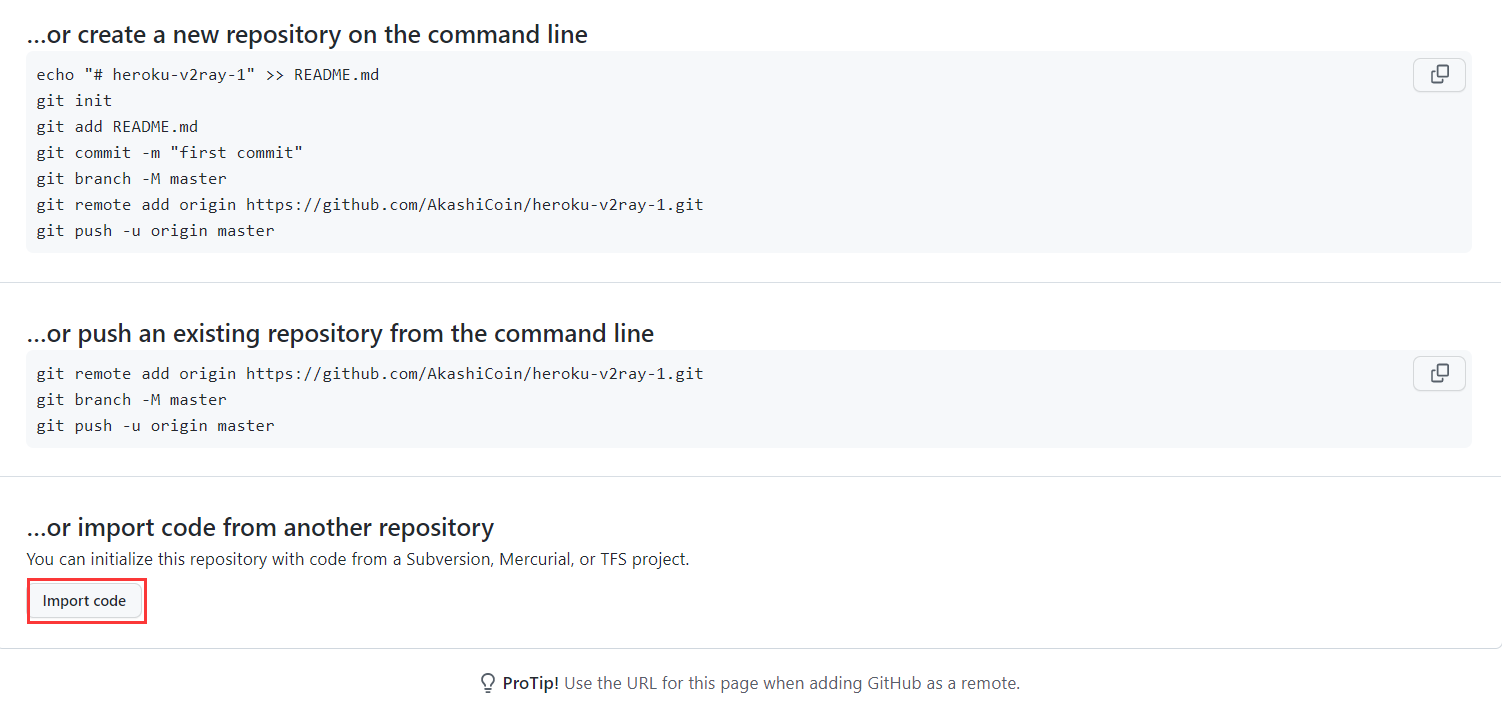 ...or create a new repository on the command line
echo "# heroku-v2ray-1" >> README.md
git init
git add README.md
git commit -m "first commit"
git branch -M master
git remote add origin https://github.com/AkashiCoin/heroku-v2ray-1.git
git push -u origin master
...or push an existing repository from the command line
git remote add origin https://github.com/AkashiCoin/heroku-v2ray-1.git
git branch -M master
git push -u origin master
...or import code from another repository
You can initialize this repository with code from a Subversion, Mercurial, or TFS project.
Import code
ProTip! Use the URL for this page when adding GitHub as a remote.